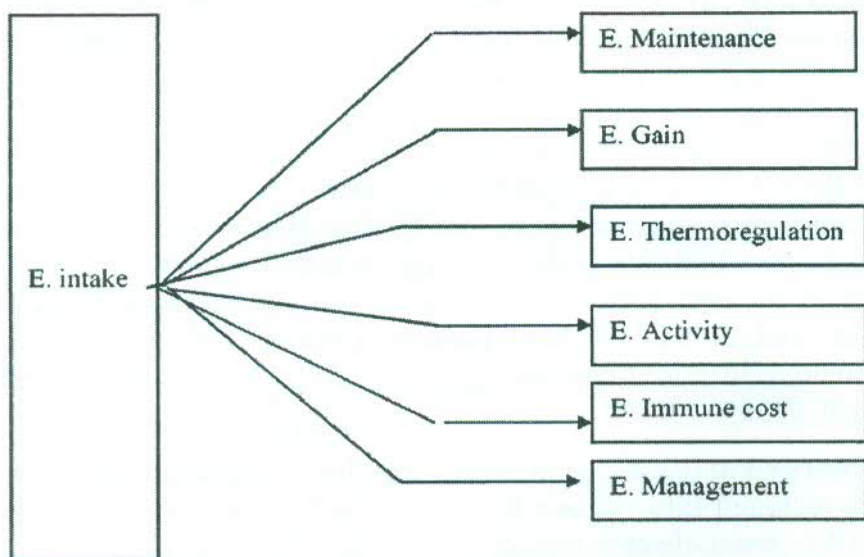 E. Maintenance
E. Gain
E. Thermoregulation
E. intake
E. Activity
E. Immune cost
E. Management